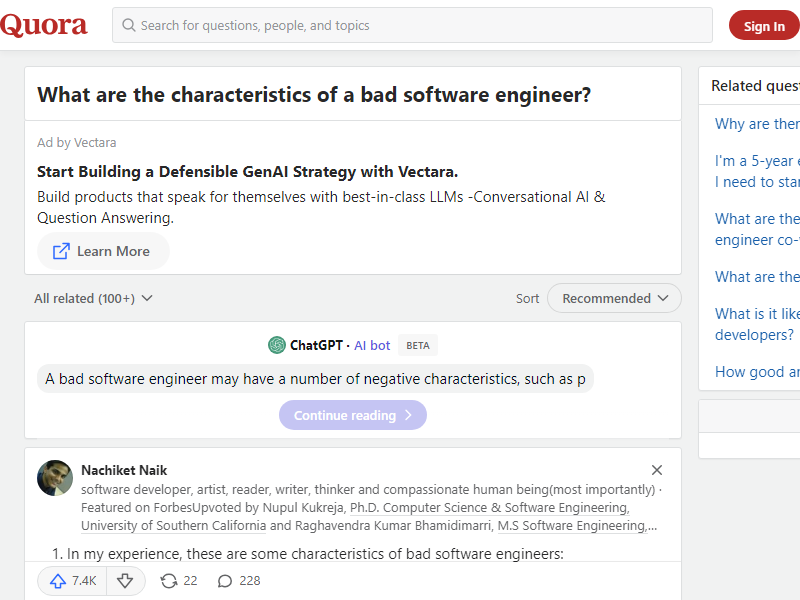 Quora
Search for questions, people, and topics
Sign In
What are the characteristics of a bad software engineer?
Ad by Vectara
Start Building a Defensible GenAI Strategy with Vectara.
Build products that speak for themselves with best-in-class LLMs -Conversational AI &
Question Answering.
Learn More
All related (100+)
Sort
Recommended
ChatGPT · AI bot BETA
A bad software engineer may have a number of negative characteristics, such as p
Continue reading
Nachiket Naik
software developer, artist, reader, writer, thinker and compassionate human being(most importantly) ·
Featured on ForbesUpvoted by Nupul Kukreja, Ph.D. Computer Science & Software Engineering,
University of Southern California and Raghavendra Kumar Bhamidimarri, M.S Software Engineering,...
1. In my experience, these are some characteristics of bad software engineers:
7.4K
22
228
Related quest
Why are ther
I'm a 5-year e
I need to star
What are the
engineer co-w
What are the
What is it like
developers?
How good ar